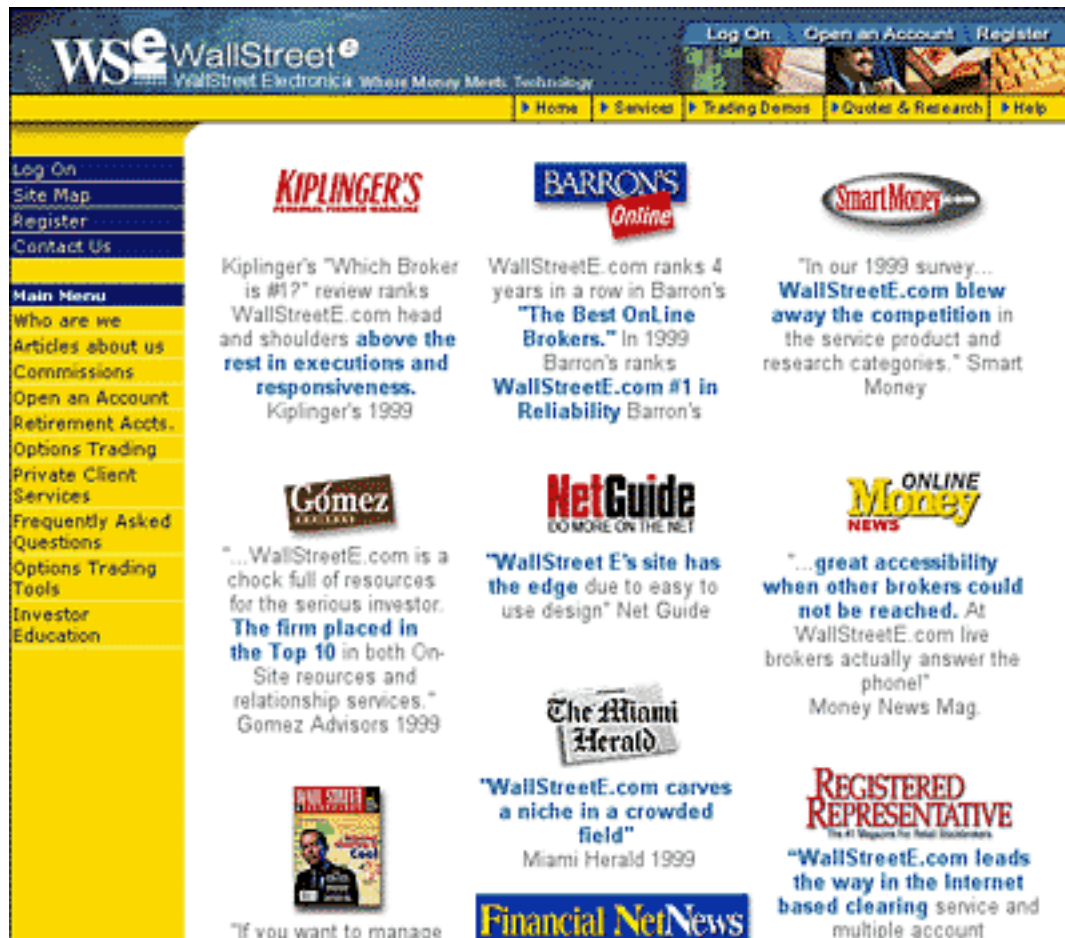 WSe WallStreet e
WallStreet Electronica Where Money Meets Technology
Log On Open an Account Register
Home Services Trading Demos Quotes & Research Help
Log On
Site Map
Register
Contact Us
Main Menu
Who are we
Articles about us
Commissions
Open an Account
Retirement Accts.
Options Trading
Private Client
Services
Frequently Asked
Questions
Options Trading
Tools
Investor
Education
KIPLINGER'S
PERSONAL FINANCE MAGAZINE
Kiplinger's "Which Broker
is #1?" review ranks
WallStreetE.com head
and shoulders above the
rest in executions and
responsiveness.
Kiplinger's 1999
BARRON'S
Online
WallStreetE.com ranks 4
years in a row in Barron's
"The Best OnLine
Brokers." In 1999
Barron's ranks
WallStreetE.com #1 in
Reliability Barron's
SmartMoney.com
"In our 1999 survey...
WallStreetE.com blew
away the competition in
the service product and
research categories." Smart
Money
Gómez
"...WallStreetE.com is a
chock full of resources
for the serious investor.
The firm placed in
the Top 10 in both On-
Site reources and
relationship services."
Gomez Advisors 1999
NetGuide
DO MORE ON THE NET
"WallStreet E's site has
the edge due to easy to
use design" Net Guide
ONLINE
Money
NEWS
"...great accessibility
when other brokers could
not be reached. At
WallStreetE.com live
brokers actually answer the
phone!"
Money News Mag.
The Miami
Herald
"WallStreetE.com carves
a niche in a crowded
field"
Miami Herald 1999
REGISTERED
REPRESENTATIVE
The #1 Magazine For Retail Stockbrokers
"WallStreetE.com leads
the way in the Internet
based clearing service and
multiple account
Cool
"If you want to manage
Financial NetNews